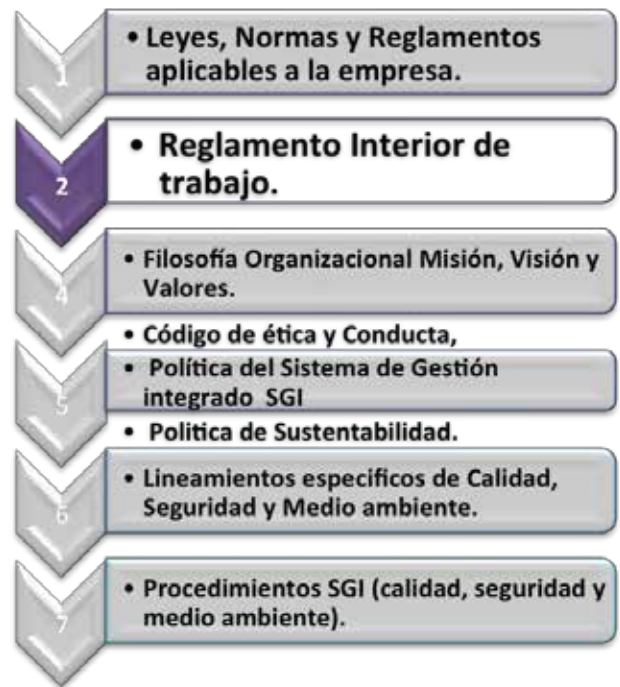 1
• Leyes, Normas y Reglamentos
aplicables a la empresa.
2
• Reglamento Interior de
trabajo.
4
• Filosofía Organizacional Misión, Visión y
Valores.
• Código de ética y Conducta,
5
• Política del Sistema de Gestión
integrado SGI
• Politica de Sustentabilidad.
6
• Lineamientos especificos de Calidad,
Seguridad y Medio ambiente.
7
• Procedimientos SGI (calidad, seguridad y
medio ambiente).